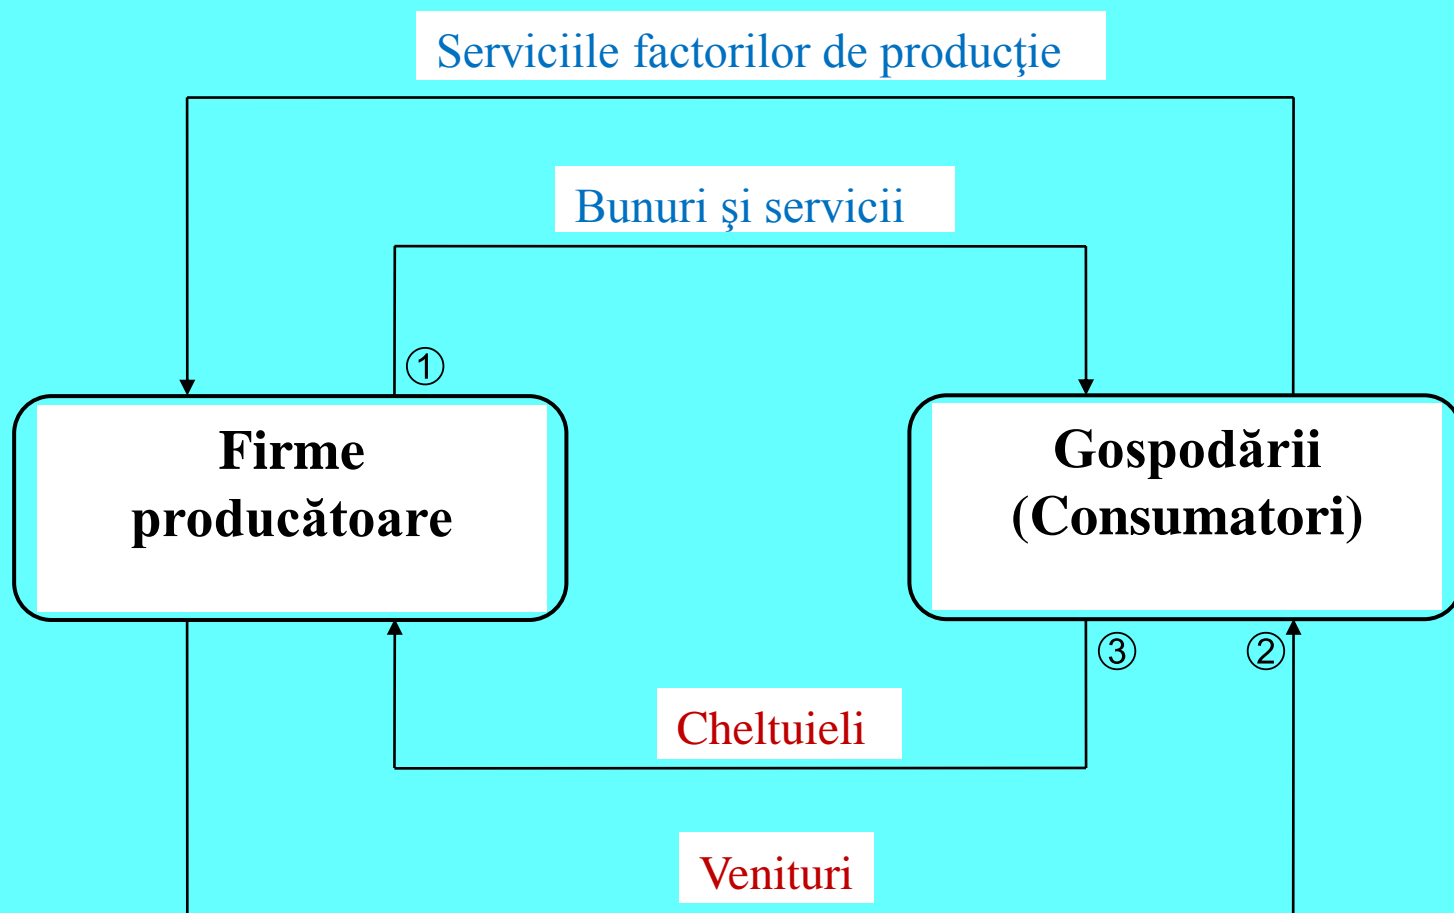 Serviciile factorilor de producţie
Bunuri şi servicii
①
Firme
producătoare
Gospodării
(Consumatori)
③
②
Cheltuieli
Venituri